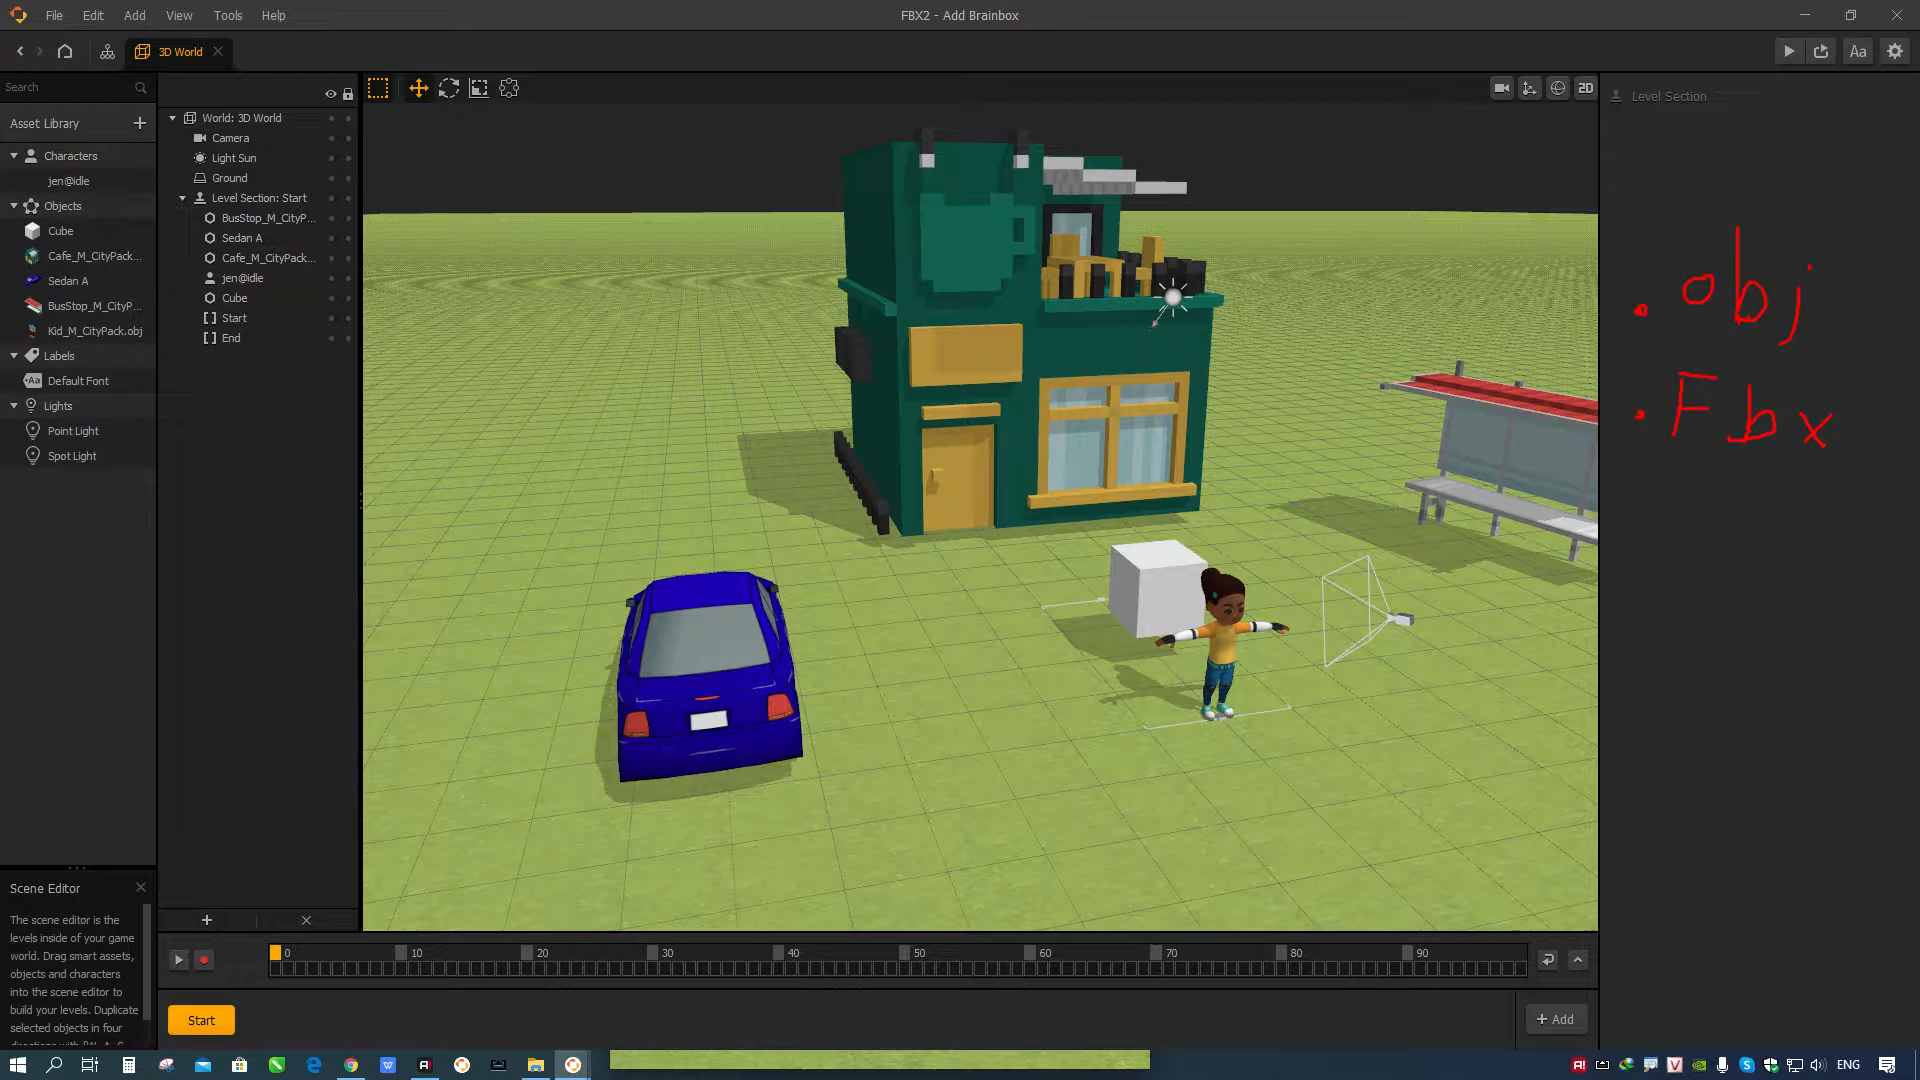 File Edit Add View Tools Help
FBX2 - Add Brainbox
3D World
Aa
Search
Asset Library
Characters
jen@idle
Objects
Cube
Cafe_M_CityPack...
Sedan A
BusStop_M_CityP...
Kid_M_CityPack.obj
Labels
Aa Default Font
Lights
Point Light
Spot Light
World: 3D World
Camera
Light Sun
Ground
Level Section: Start
BusStop_M_CityP...
Sedan A
Cafe_M_CityPack...
jen@idle
Cube
[ ] Start
[ ] End
2D
Level Section
.obj
.Fbx
Scene Editor
The scene editor is the
levels inside of your game
world. Drag smart assets,
objects and characters
into the scene editor to
build your levels. Duplicate
selected objects in four
0 10 20 30 40 50 60 70 80 90
Start
+ Add
ENG